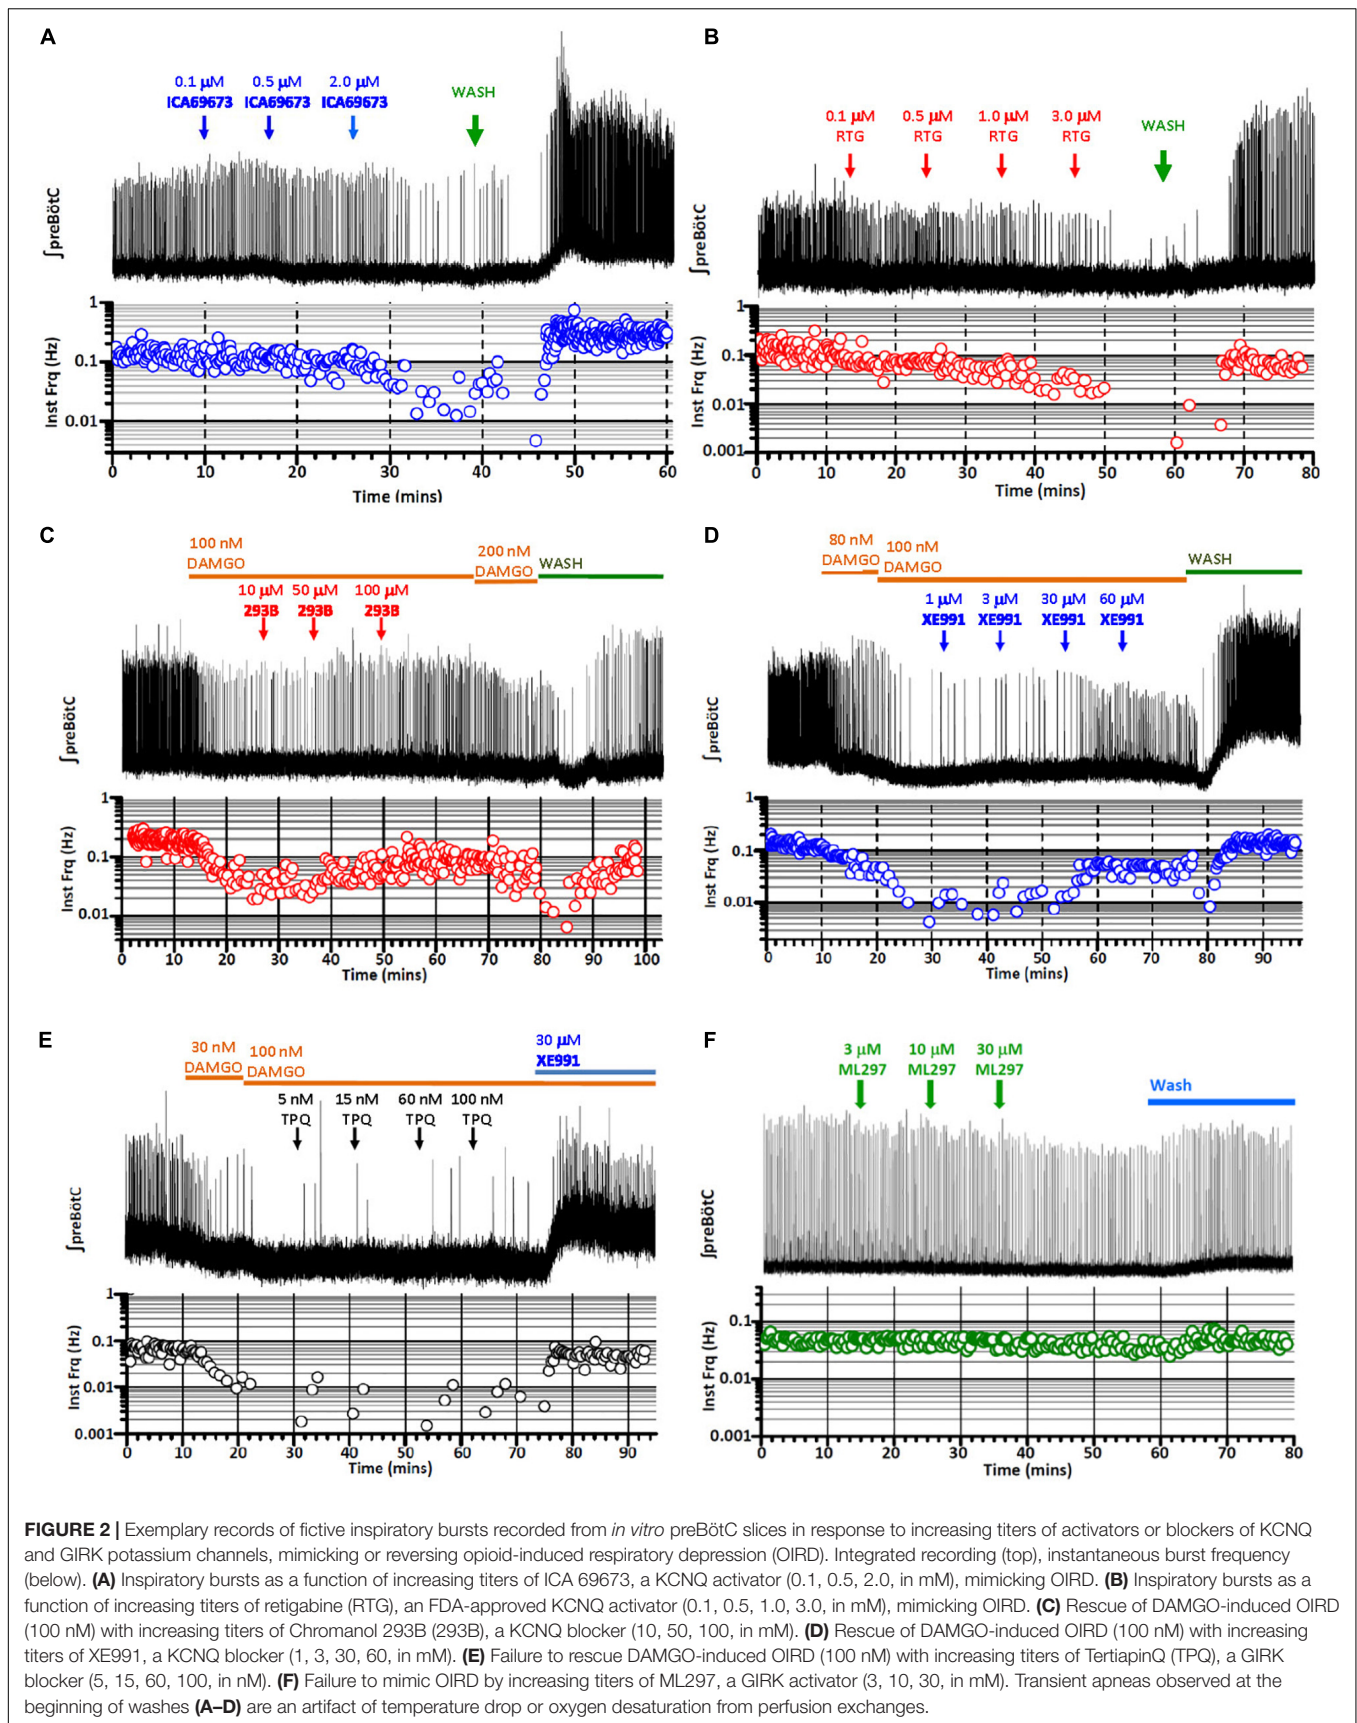 A
0.1 µM 0.5 µM 2.0 µM
ICA69673 ICA69673 ICA69673
WASH
∫preBötC
1
0.1
0.01
Inst Frq (Hz)
0 10 20 30 40 50 60
Time (mins)
B
0.1 µM 0.5 µM 1.0 µM 3.0 µM
RTG RTG RTG RTG
WASH
∫preBötC
1
0.1
0.01
0.001
Inst Frq (Hz)
0 10 20 30 40 50 60 70 80
Time (mins)
C
100 nM
DAMGO
200 nM
DAMGO
WASH
10 µM 50 µM 100 µM
293B 293B 293B
∫preBötC
1
0.1
0.01
Inst Frq (Hz)
0 10 20 30 40 50 60 70 80 90 100
Time (mins)
D
80 nM
DAMGO
100 nM
DAMGO
WASH
1 µM 3 µM 30 µM 60 µM
XE991 XE991 XE991 XE991
∫preBötC
1
0.1
0.01
Inst Frq (Hz)
0 10 20 30 40 50 60 70 80 90
Time (mins)
E
30 nM
DAMGO
100 nM
DAMGO
30 µM
XE991
5 nM 15 nM 60 nM 100 nM
TPQ TPQ TPQ TPQ
∫preBötC
1
0.1
0.01
0.001
Inst Frq (Hz)
0 10 20 30 40 50 60 70 80 90
Time (mins)
F
3 µM 10 µM 30 µM
ML297 ML297 ML297
Wash
∫preBötC
0.1
0.01
0.001
Inst Frq (Hz)
0 10 20 30 40 50 60 70 80
Time (mins)
FIGURE 2 | Exemplary records of fictive inspiratory bursts recorded from in vitro preBötC slices in response to increasing titers of activators or blockers of KCNQ
and GIRK potassium channels, mimicking or reversing opioid-induced respiratory depression (OIRD). Integrated recording (top), instantaneous burst frequency
(below). (A) Inspiratory bursts as a function of increasing titers of ICA 69673, a KCNQ activator (0.1, 0.5, 2.0, in mM), mimicking OIRD. (B) Inspiratory bursts as a
function of increasing titers of retigabine (RTG), an FDA-approved KCNQ activator (0.1, 0.5, 1.0, 3.0, in mM), mimicking OIRD. (C) Rescue of DAMGO-induced OIRD
(100 nM) with increasing titers of Chromanol 293B (293B), a KCNQ blocker (10, 50, 100, in mM). (D) Rescue of DAMGO-induced OIRD (100 nM) with increasing
titers of XE991, a KCNQ blocker (1, 3, 30, 60, in mM). (E) Failure to rescue DAMGO-induced OIRD (100 nM) with increasing titers of TertiapinQ (TPQ), a GIRK
blocker (5, 15, 60, 100, in nM). (F) Failure to mimic OIRD by increasing titers of ML297, a GIRK activator (3, 10, 30, in mM). Transient apneas observed at the
beginning of washes (A–D) are an artifact of temperature drop or oxygen desaturation from perfusion exchanges.